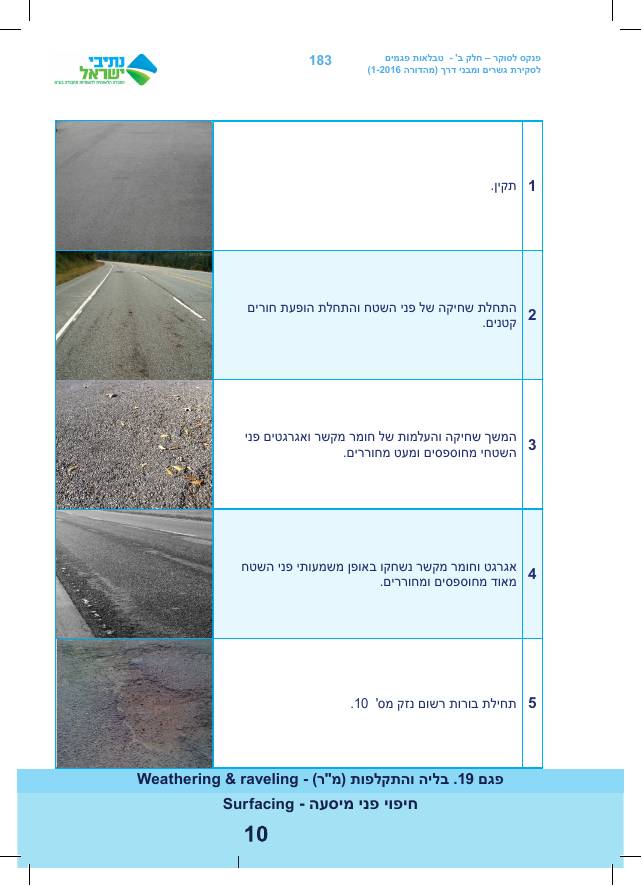 פנקס לסוקר – חלק ב' - טבלאות פגמים
לסקירת גשרים ומבני דרך (מהדורה 1-2016)
183
נתיבי
ישראל
1
תקין.
2
התחלת שחיקה של פני השטח והתחלת הופעת חורים
קטנים.
3
המשך שחיקה והעלמות של חומר מקשר ואגרגטים פני
השטחי מחוספסים ומעט מחוררים.
4
אגרגט וחומר מקשר נשחקו באופן משמעותי פני השטח
מאוד מחוספסים ומחוררים.
5
תחילת בורות רשום נזק מס' 10.
פגם 19. בליה והתקלפות (מ"ר) - Weathering & raveling
חיפוי פני מיסעה - Surfacing
10